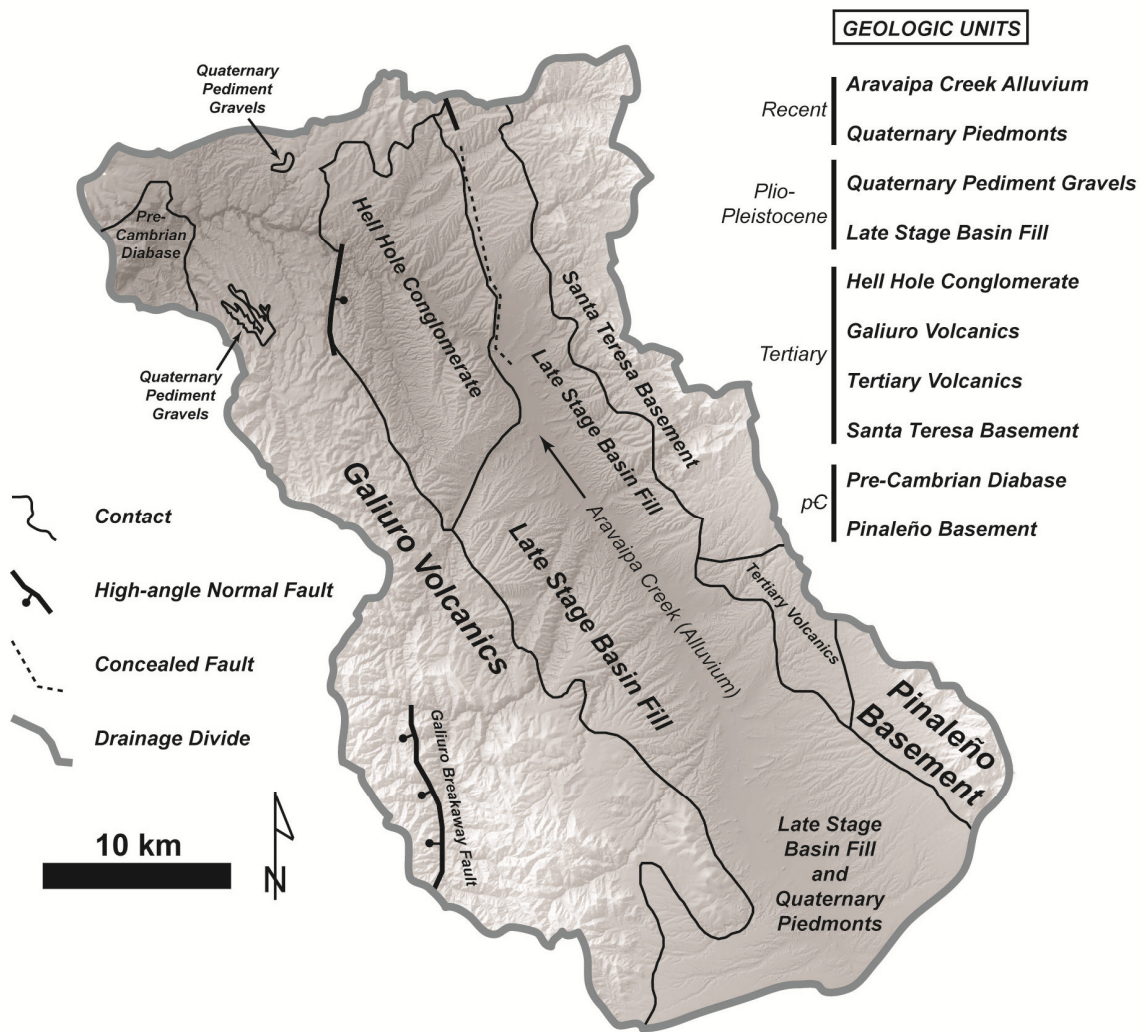 GEOLOGIC UNITS
Recent
Aravaipa Creek Alluvium
Quaternary Piedmonts
Plio-
Pleistocene
Quaternary Pediment Gravels
Late Stage Basin Fill
Tertiary
Hell Hole Conglomerate
Galiuro Volcanics
Tertiary Volcanics
Santa Teresa Basement
p€
Pre-Cambrian Diabase
Pinaleño Basement
Quaternary
Pediment
Gravels
Pre-
Cambrian
Diabase
Quaternary
Pediment
Gravels
Hell Hole Conglomerate
Santa Teresa Basement
Late Stage Basin Fill
Galiuro Volcanics
Late Stage Basin Fill
Aravaipa Creek (Alluvium)
Tertiary Volcanics
Pinaleño
Basement
Galiuro Breakaway Fault
Late Stage
Basin Fill
and
Quaternary
Piedmonts
Contact
High-angle Normal Fault
Concealed Fault
Drainage Divide
10 km
N